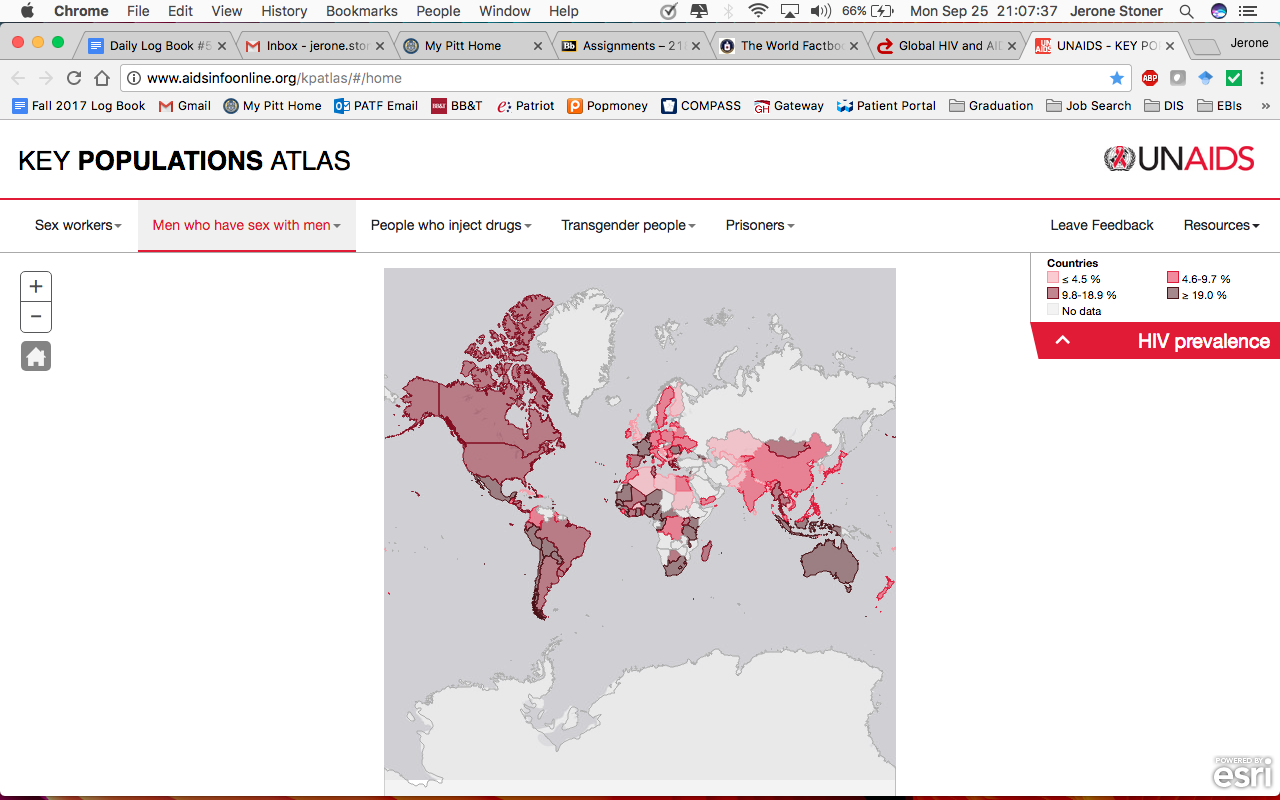 Chrome File Edit View History Bookmarks People Window Help 66% Mon Sep 25 21:07:37 Jerone Stoner
Daily Log Book #5 Inbox - jerone.stor My Pitt Home Assignments – 218 The World Factboo Global HIV and AID UNAIDS - KEY PO Jerone
www.aidsinfoonline.org/kpatlas/#/home ABP
Fall 2017 Log Book Gmail My Pitt Home PATF Email BB&T Patriot Popmoney COMPASS Gateway Patient Portal Graduation Job Search DIS EBIs »
KEY POPULATIONS ATLAS UNAIDS
Sex workers Men who have sex with men People who inject drugs Transgender people Prisoners Leave Feedback Resources
+
−
Countries
≤ 4.5 % 4.6-9.7 %
9.8-18.9 % ≥ 19.0 %
No data
HIV prevalence
POWERED BY
esri